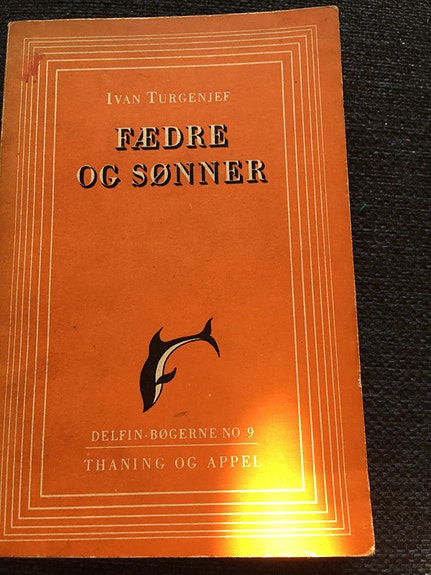 IVAN TURGENJEF
FÆDRE
OG SØNNER
DELFIN-BØGERNE NO 9
THANING OG APPEL